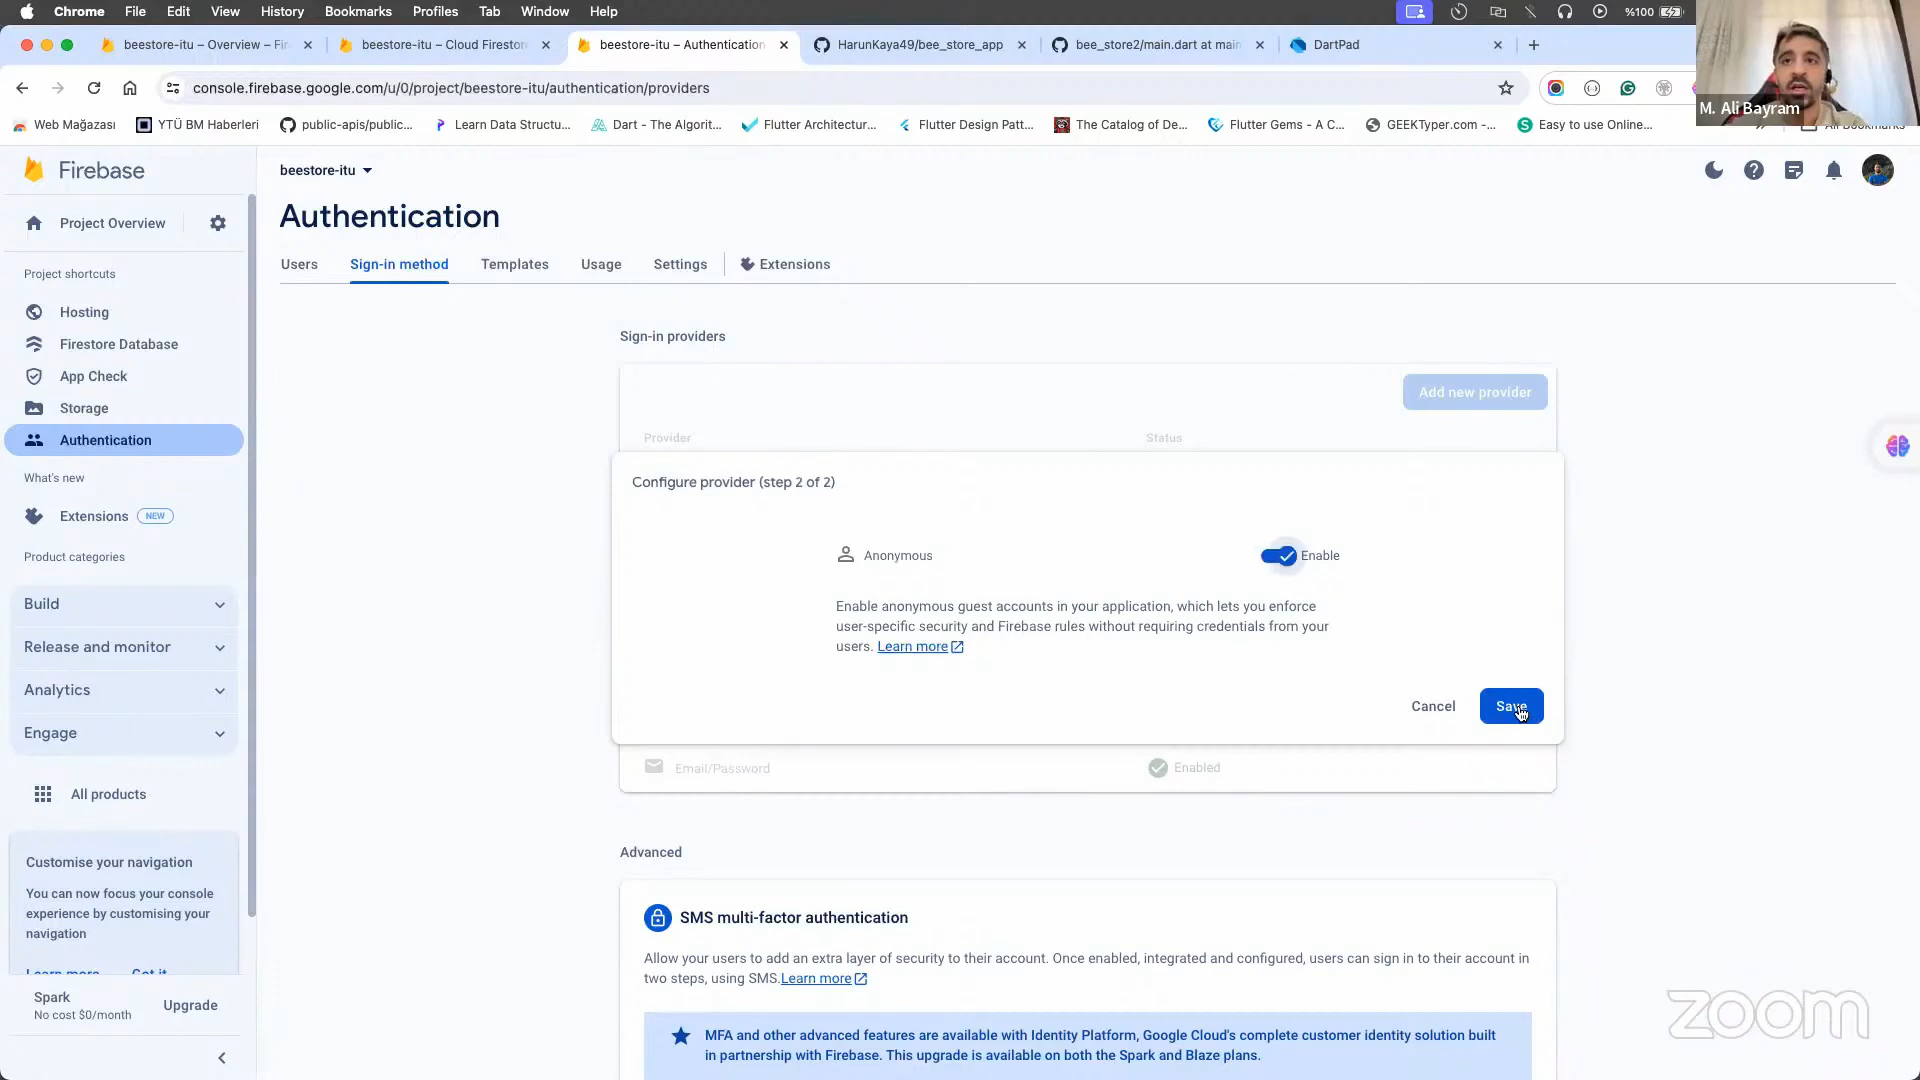 Chrome File Edit View History Bookmarks Profiles Tab Window Help %100
beestore-itu – Overview – Fi
beestore-itu – Cloud Firesto
beestore-itu – Authentication
HarunKaya49/bee_store_app
bee_store2/main.dart at main
DartPad
console.firebase.google.com/u/0/project/beestore-itu/authentication/providers
M. Ali Bayram
Web Mağazası
YTÜ BM Haberleri
public-apis/public...
Learn Data Structu...
Dart - The Algorit...
Flutter Architectur...
Flutter Design Patt...
The Catalog of De...
Flutter Gems - A C...
GEEKTyper.com -...
Easy to use Online...
All Bookmarks
Firebase
beestore-itu
Authentication
Project Overview
Users Sign-in method Templates Usage Settings Extensions
Project shortcuts
Hosting
Firestore Database
App Check
Storage
Authentication
What's new
Extensions NEW
Product categories
Build
Release and monitor
Analytics
Engage
All products
Customise your navigation
You can now focus your console
experience by customising your
navigation
Learn more Got it
Spark
No cost $0/month
Upgrade
Sign-in providers
Add new provider
Provider Status
Configure provider (step 2 of 2)
Anonymous Enable
Enable anonymous guest accounts in your application, which lets you enforce
user-specific security and Firebase rules without requiring credentials from your
users. Learn more
Cancel Save
Email/Password Enabled
Advanced
SMS multi-factor authentication
Allow your users to add an extra layer of security to their account. Once enabled, integrated and configured, users can sign in to their account in
two steps, using SMS.Learn more
MFA and other advanced features are available with Identity Platform, Google Cloud's complete customer identity solution built
in partnership with Firebase. This upgrade is available on both the Spark and Blaze plans.
zoom